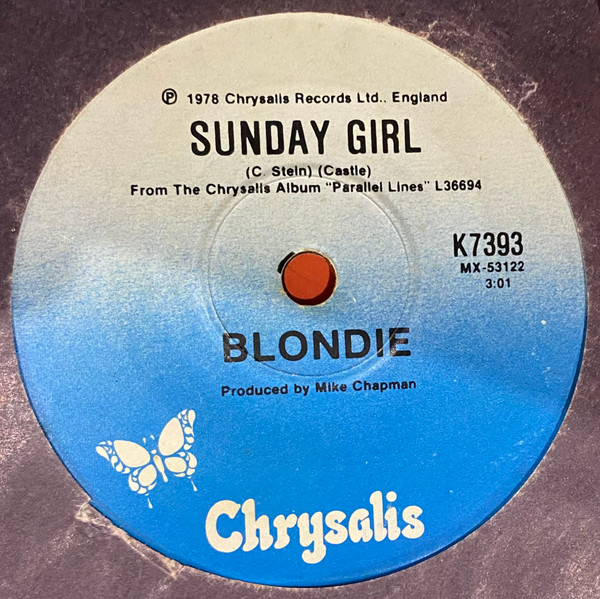 ℗ 1978 Chrysalis Records Ltd.. England
SUNDAY GIRL
(C. Stein) (Castle)
From The Chrysalis Album "Parallel Lines" L36694
K7393
MX-53122
3:01
BLONDIE
Produced by Mike Chapman
Chrysalis